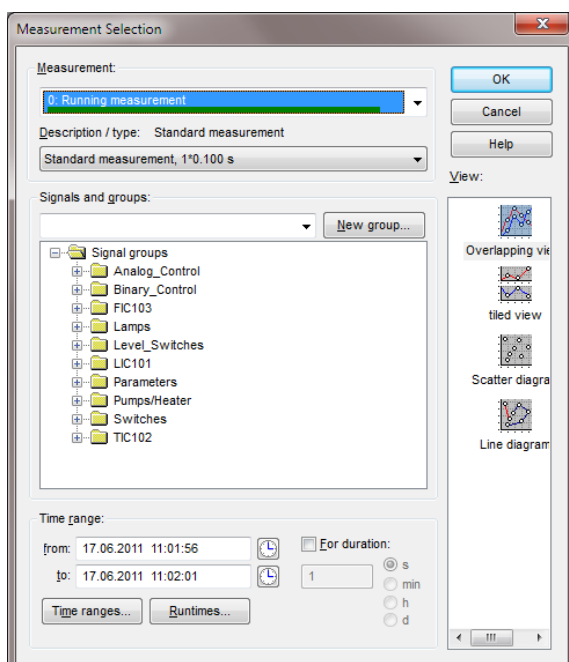 Measurement Selection
Measurement:
0: Running measurement
Description / type: Standard measurement
Standard measurement, 1*0.100 s
OK
Cancel
Help
View:
Signals and groups:
New group...
Signal groups
Analog_Control
Binary_Control
FIC103
Lamps
Level_Switches
LIC101
Parameters
Pumps/Heater
Switches
TIC102
Overlapping vie
tiled view
Scatter diagra
Line diagram
Time range:
from: 17.06.2011 11:01:56
to: 17.06.2011 11:02:01
Time ranges...
Runtimes...
For duration:
1
s
min
h
d